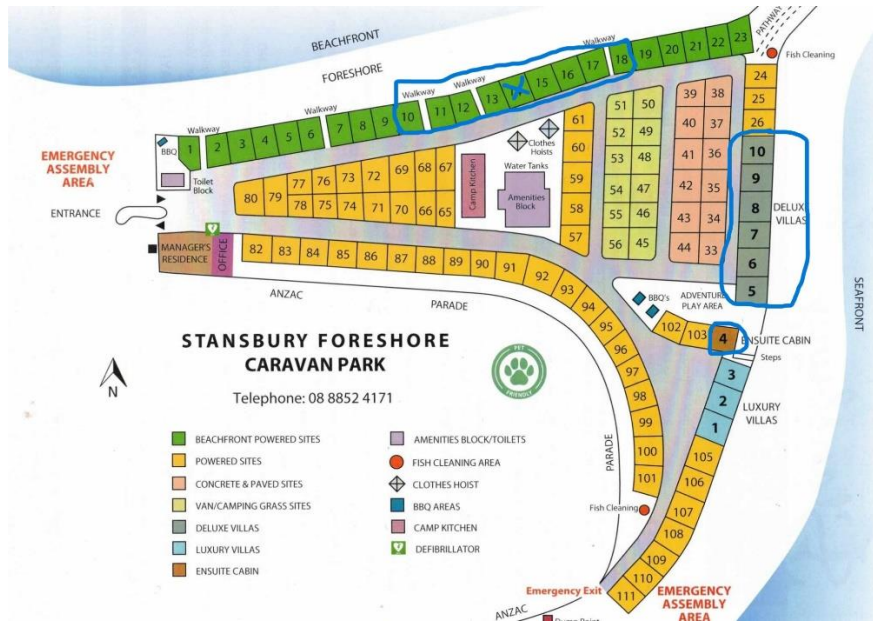 BEACHFRONT
FORESHORE
PATHWAY
Walkway
Walkway
Walkway
Walkway
Walkway
Fish Cleaning
1 2 3 4 5 6 7 8 9 10 11 12 13 15 16 17 18 19 20 21 22 23
24
25
26
BBQ
EMERGENCY
ASSEMBLY
AREA
Toilet
Block
ENTRANCE
MANAGER'S
RESIDENCE
OFFICE
80 79 77 76 73 72 69 68 67
78 75 74 71 70 66 65
Camp Kitchen
Clothes
Hoists
Water Tanks
Amenities
Block
61
60
59
58
57
51 50
52 49
53 48
54 47
55 46
56 45
39 38
40 37
41 36
42 35
43 34
44 33
10
9
8
7
6
5
DELUXE
VILLAS
SEAFRONT
82 83 84 85 86 87 88 89 90 91 92 93 94 95 96 97 98 99 100 101
ANZAC PARADE
BBQ's
ADVENTURE
PLAY AREA
102 103 4
ENSUITE CABIN
Steps
3
2
1
LUXURY
VILLAS
105
106
107
108
109
110
111
PARADE
Fish Cleaning
Emergency Exit
EMERGENCY
ASSEMBLY
AREA
ANZAC
Dump Point
STANSBURY FORESHORE
CARAVAN PARK
Telephone: 08 8852 4171
PET
FRIENDLY
N
BEACHFRONT POWERED SITES
POWERED SITES
CONCRETE & PAVED SITES
VAN/CAMPING GRASS SITES
DELUXE VILLAS
LUXURY VILLAS
ENSUITE CABIN
AMENITIES BLOCK/TOILETS
FISH CLEANING AREA
CLOTHES HOIST
BBQ AREAS
CAMP KITCHEN
DEFIBRILLATOR